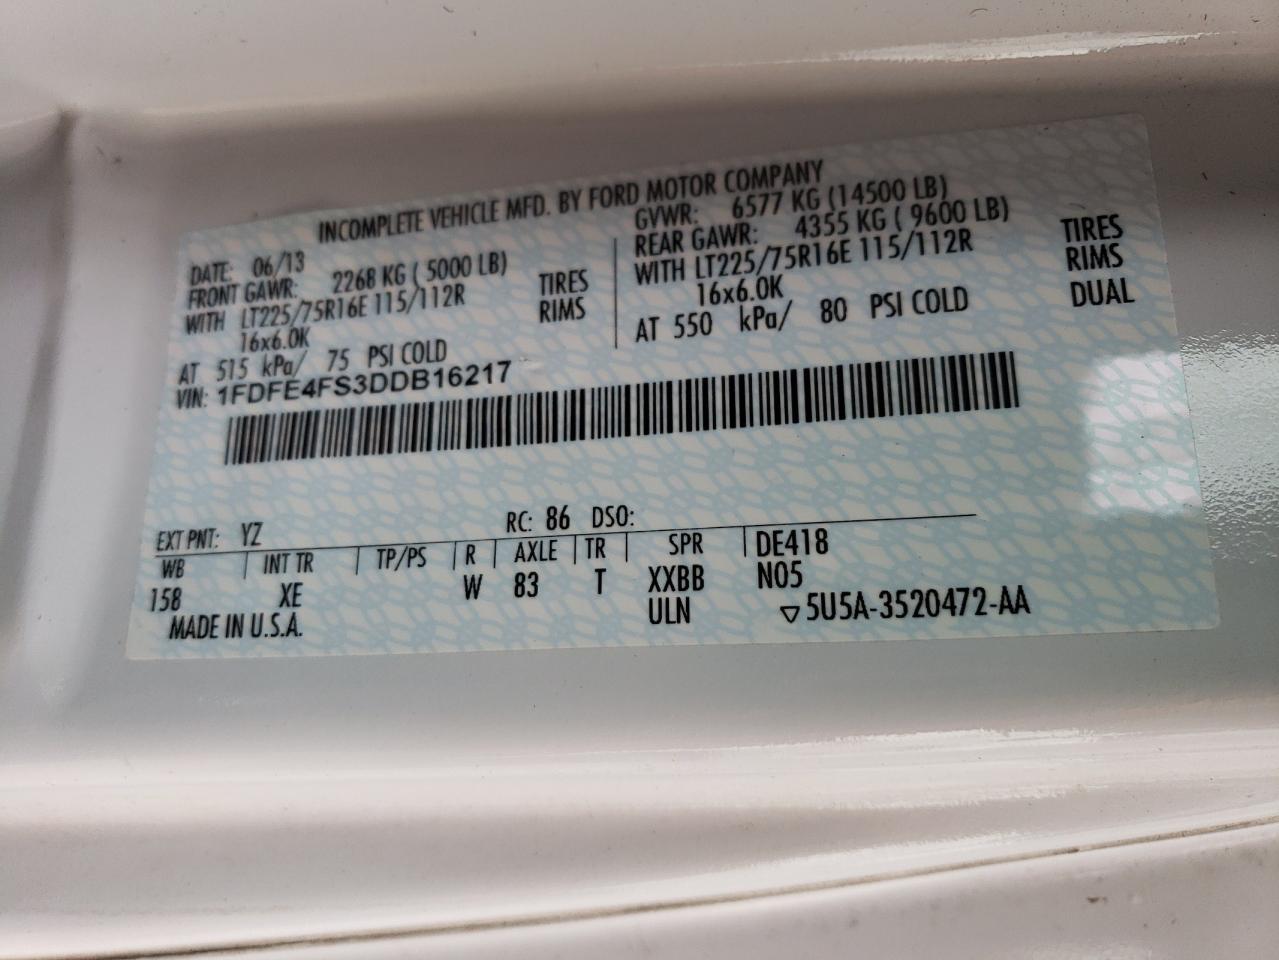 INCOMPLETE VEHICLE MFD. BY FORD MOTOR COMPANY
DATE: 06/13
FRONT GAWR: 2268 KG ( 5000 LB)
WITH LT225/75R16E 115/112R TIRES
16x6.0K RIMS
AT 515 kPa/ 75 PSI COLD
GVWR: 6577 KG (14500 LB)
REAR GAWR: 4355 KG ( 9600 LB)
WITH LT225/75R16E 115/112R TIRES
16x6.0K RIMS
AT 550 kPa/ 80 PSI COLD DUAL
VIN: 1FDFE4FS3DDB16217
EXT PNT: YZ RC: 86 DSO:
WB INT TR TP/PS R AXLE TR SPR DE418
158 XE W 83 T XXBB N05
MADE IN U.S.A. ULN ▽5U5A-3520472-AA